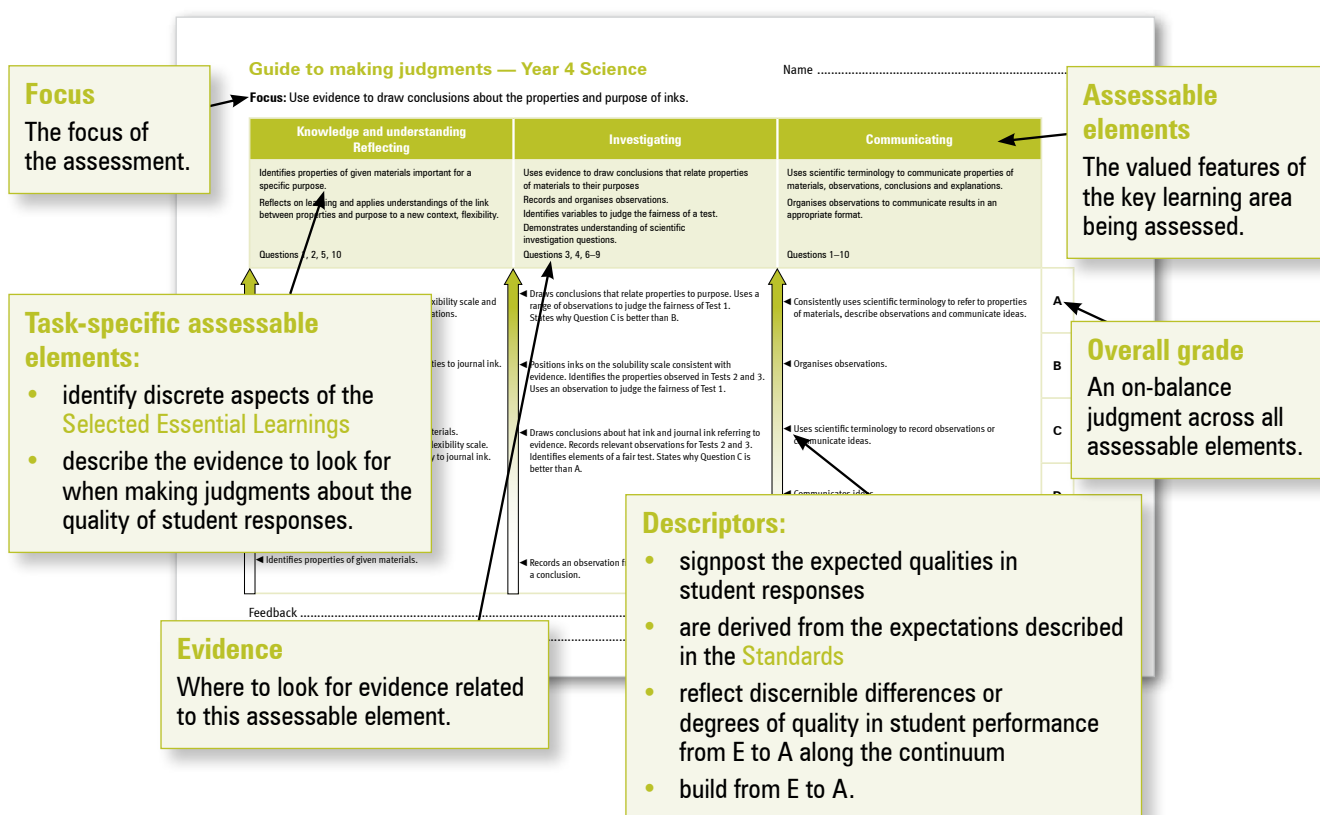 Guide to making judgments — Year 4 Science
Name ..........................................................................
Focus: Use evidence to draw conclusions about the properties and purpose of inks.
Focus
The focus of
the assessment.
Assessable
elements
The valued features of
the key learning area
being assessed.
Knowledge and understanding
Reflecting
Identifies properties of given materials important for a
specific purpose.
Reflects on learning and applies understandings of the link
between properties and purpose to a new context, flexibility.
Questions 1, 2, 5, 10
Investigating
Uses evidence to draw conclusions that relate properties
of materials to their purposes
Records and organises observations.
Identifies variables to judge the fairness of a test.
Demonstrates understanding of scientific
investigation questions.
Questions 3, 4, 6–9
Communicating
Uses scientific terminology to communicate properties of
materials, observations, conclusions and explanations.
Organises observations to communicate results in an
appropriate format.
Questions 1–10
Task-specific assessable
elements:
• identify discrete aspects of the
Selected Essential Learnings
• describe the evidence to look for
when making judgments about the
quality of student responses.
scale and
to journal ink.
scale.
to journal ink.
Identifies properties of given materials.
Draws conclusions that relate properties to purpose. Uses a
range of observations to judge the fairness of Test 1.
States why Question C is better than B.
Positions inks on the solubility scale consistent with
evidence. Identifies the properties observed in Tests 2 and 3.
Uses an observation to judge the fairness of Test 1.
Draws conclusions about hat ink and journal ink referring to
evidence. Records relevant observations for Tests 2 and 3.
Identifies elements of a fair test. States why Question C is
better than A.
Records an observation
a conclusion.
Consistently uses scientific terminology to refer to properties
of materials, describe observations and communicate ideas.
Organises observations.
Uses scientific terminology to record observations or
communicate ideas.
Communicates ideas.
A
B
C
D
Overall grade
An on-balance
judgment across all
assessable elements.
Descriptors:
• signpost the expected qualities in
student responses
• are derived from the expectations described
in the Standards
• reflect discernible differences or
degrees of quality in student performance
from E to A along the continuum
• build from E to A.
Feedback ..........................................................................
Evidence
Where to look for evidence related
to this assessable element.